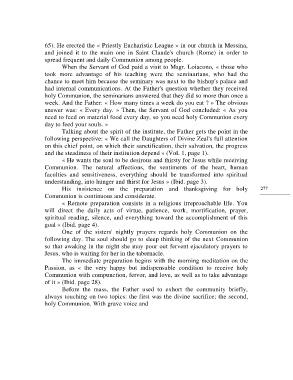 65). He erected the « Priestly Eucharistic League » in our church in Messina,
and joined it to the main one in Saint Claude's church (Rome) in order to
spread frequent and daily Communion among people.
When the Servant of God paid a visit to Msgr. Loiacono, « those who
took more advantage of his teaching were the seminarians, who had the
chance to meet him because the seminary was next to the bishop's palace and
had internal communications. At the Father's question whether they received
holy Communion, the seminarians answered that they did so more than once a
week. And the Father: « How many times a week do you eat ? » The obvious
answer was: « Every day. » Then, the Servant of God concluded: « As you
need to feed on material food every day, so you need holy Communion every
day to feed your souls. »
Talking about the spirit of the institute, the Father gets the point in the
following perspective: « We call the Daughters of Divine Zeal's full attention
on this chief point, on which their sanctification, their salvation, the progress
and the steadiness of their institution depend » (Vol. 1, page 1).
« He wants the soul to be desirous and thirsty for Jesus while receiving
Communion. The natural affections, the sentiments of the heart, human
faculties and sensitiveness, everything should be transformed into spiritual
understanding, into hunger and thirst for Jesus » (Ibid. page 3).
His insistence on the preparation and thanksgiving for holy
Communion is continuous and considerate.
« Remote preparation consists in a religious irreproachable life. You
will direct the daily acts of virtue, patience, work, mortification, prayer,
spiritual reading, silence, and everything toward the accomplishment of this
goal » (Ibid. page 4).
One of the sisters' nightly prayers regards holy Communion on the
following day. The soul should go to sleep thinking of the next Communion
so that awaking in the night she may pour out fervent ejaculatory prayers to
Jesus, who is waiting for her in the tabernacle.
The immediate preparation begins with the morning meditation on the
Passion, as « the very happy but indispensable condition to receive holy
Communion with compunction, fervor, and love, as well as to take advantage
of it » (Ibid. page 28).
Before the mass, the Father used to exhort the community briefly,
always touching on two topics: the first was the divine sacrifice; the second,
holy Communion. With grave voice and
277